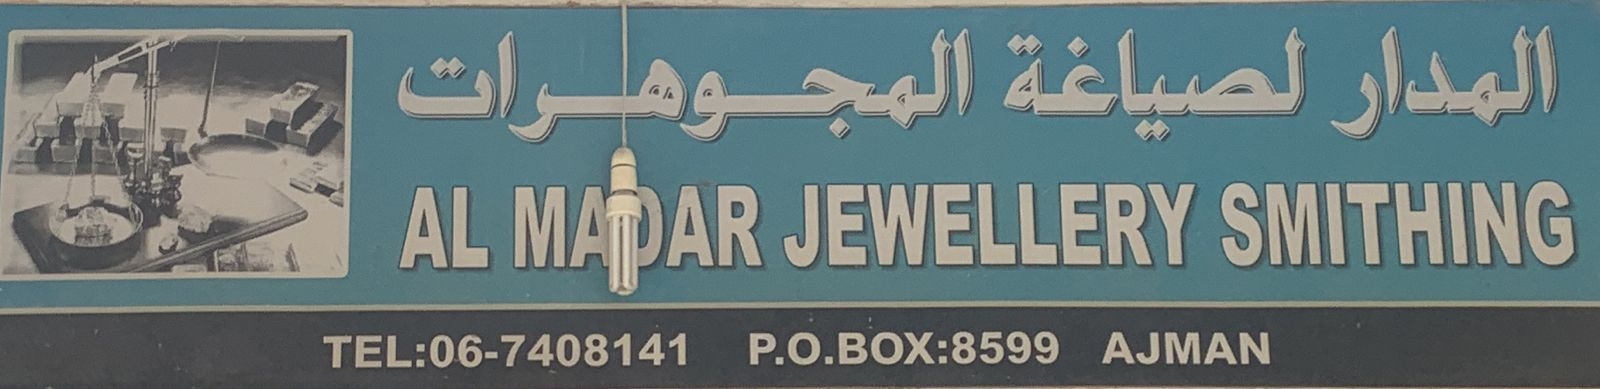 المدار لصياغة المجوهرات
AL MADAR JEWELLERY SMITHING
TEL:06-7408141 P.O.BOX:8599 AJMAN